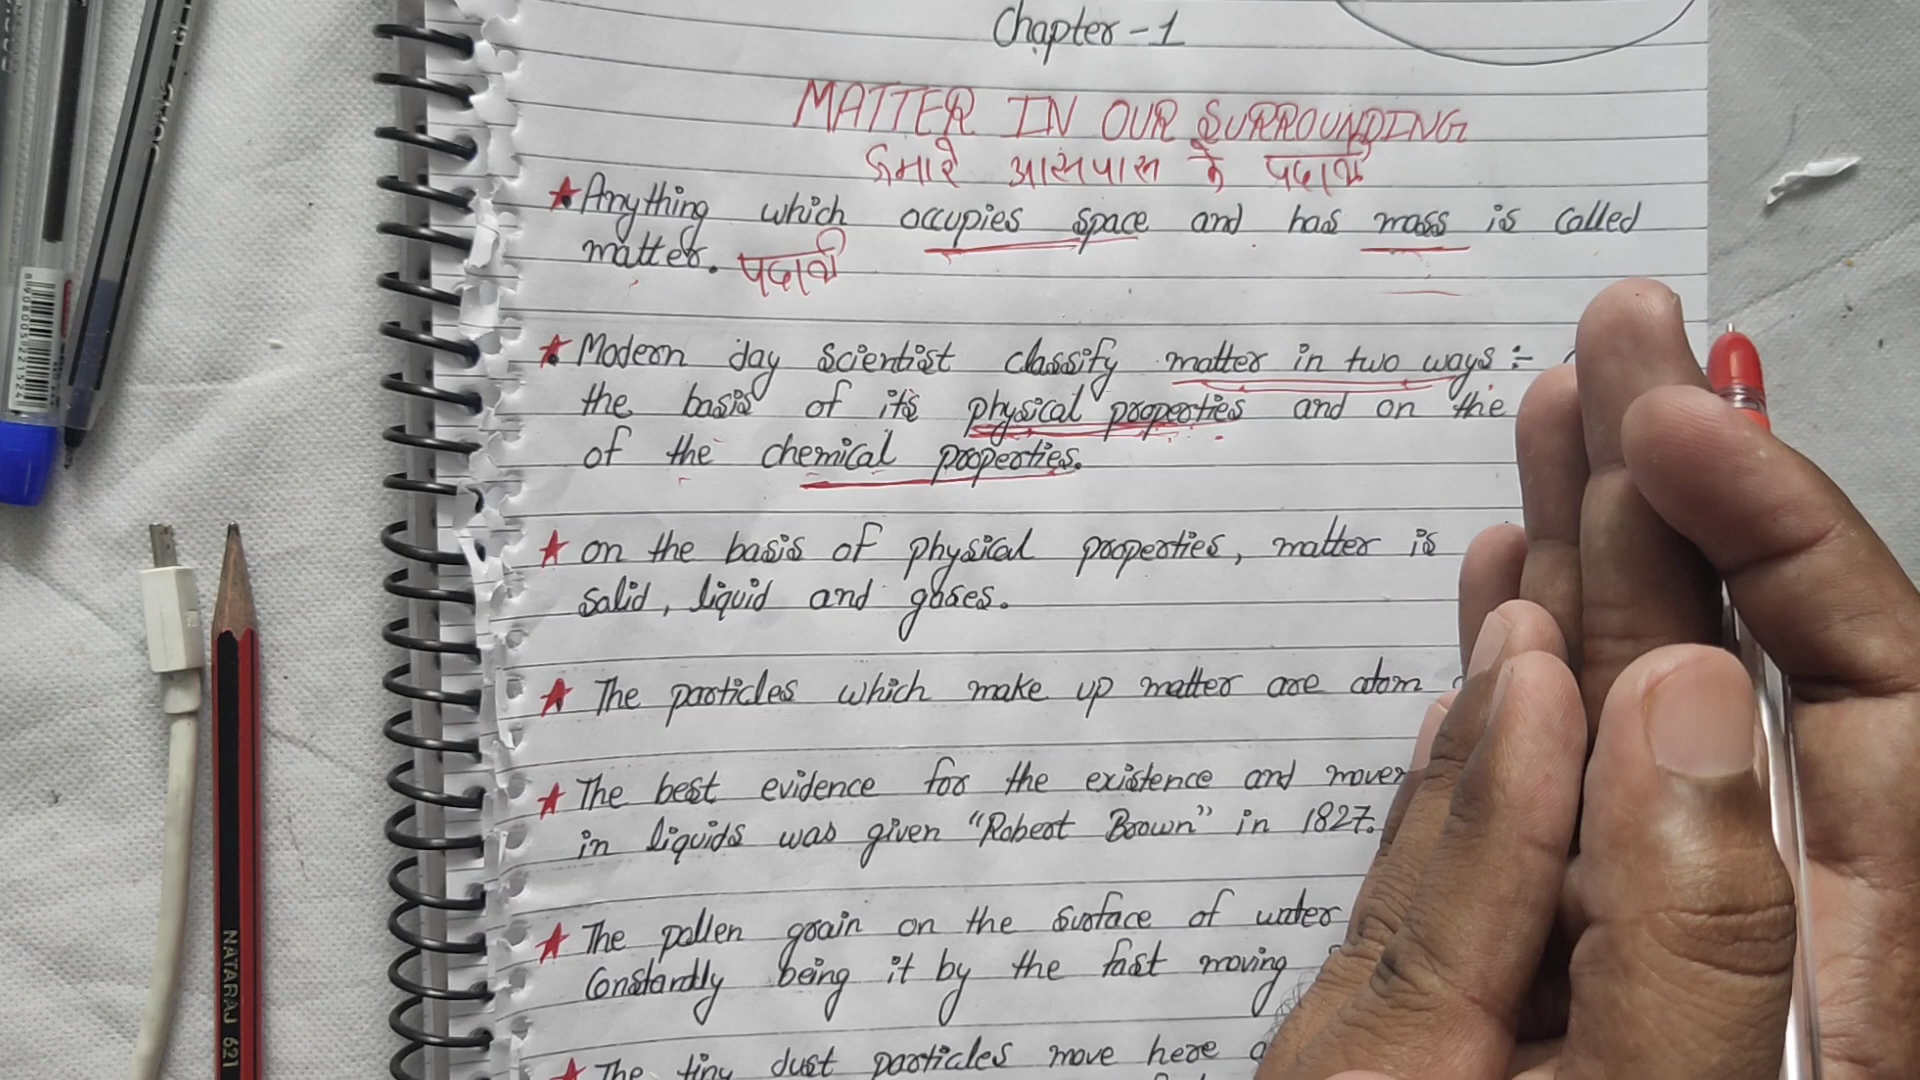 Chapter - 1
MATTER IN OUR SURROUNDING
हमारे आसपास के पदार्थ
Anything which occupies space and has mass is called
matter. पदार्थ
Modern day scientist classify matter in two ways :-
the basis of its physical properties and on the
of the chemical properties.
on the basis of physical properties, matter is
solid, liquid and gases.
The particles which make up matter are atom
The best evidence for the existence and
in liquids was given "Robert Brown" in 1827.
The pollen grain on the surface of water
Constantly being it by the fast moving
The tiny dust particles move here
NATARAJ 621